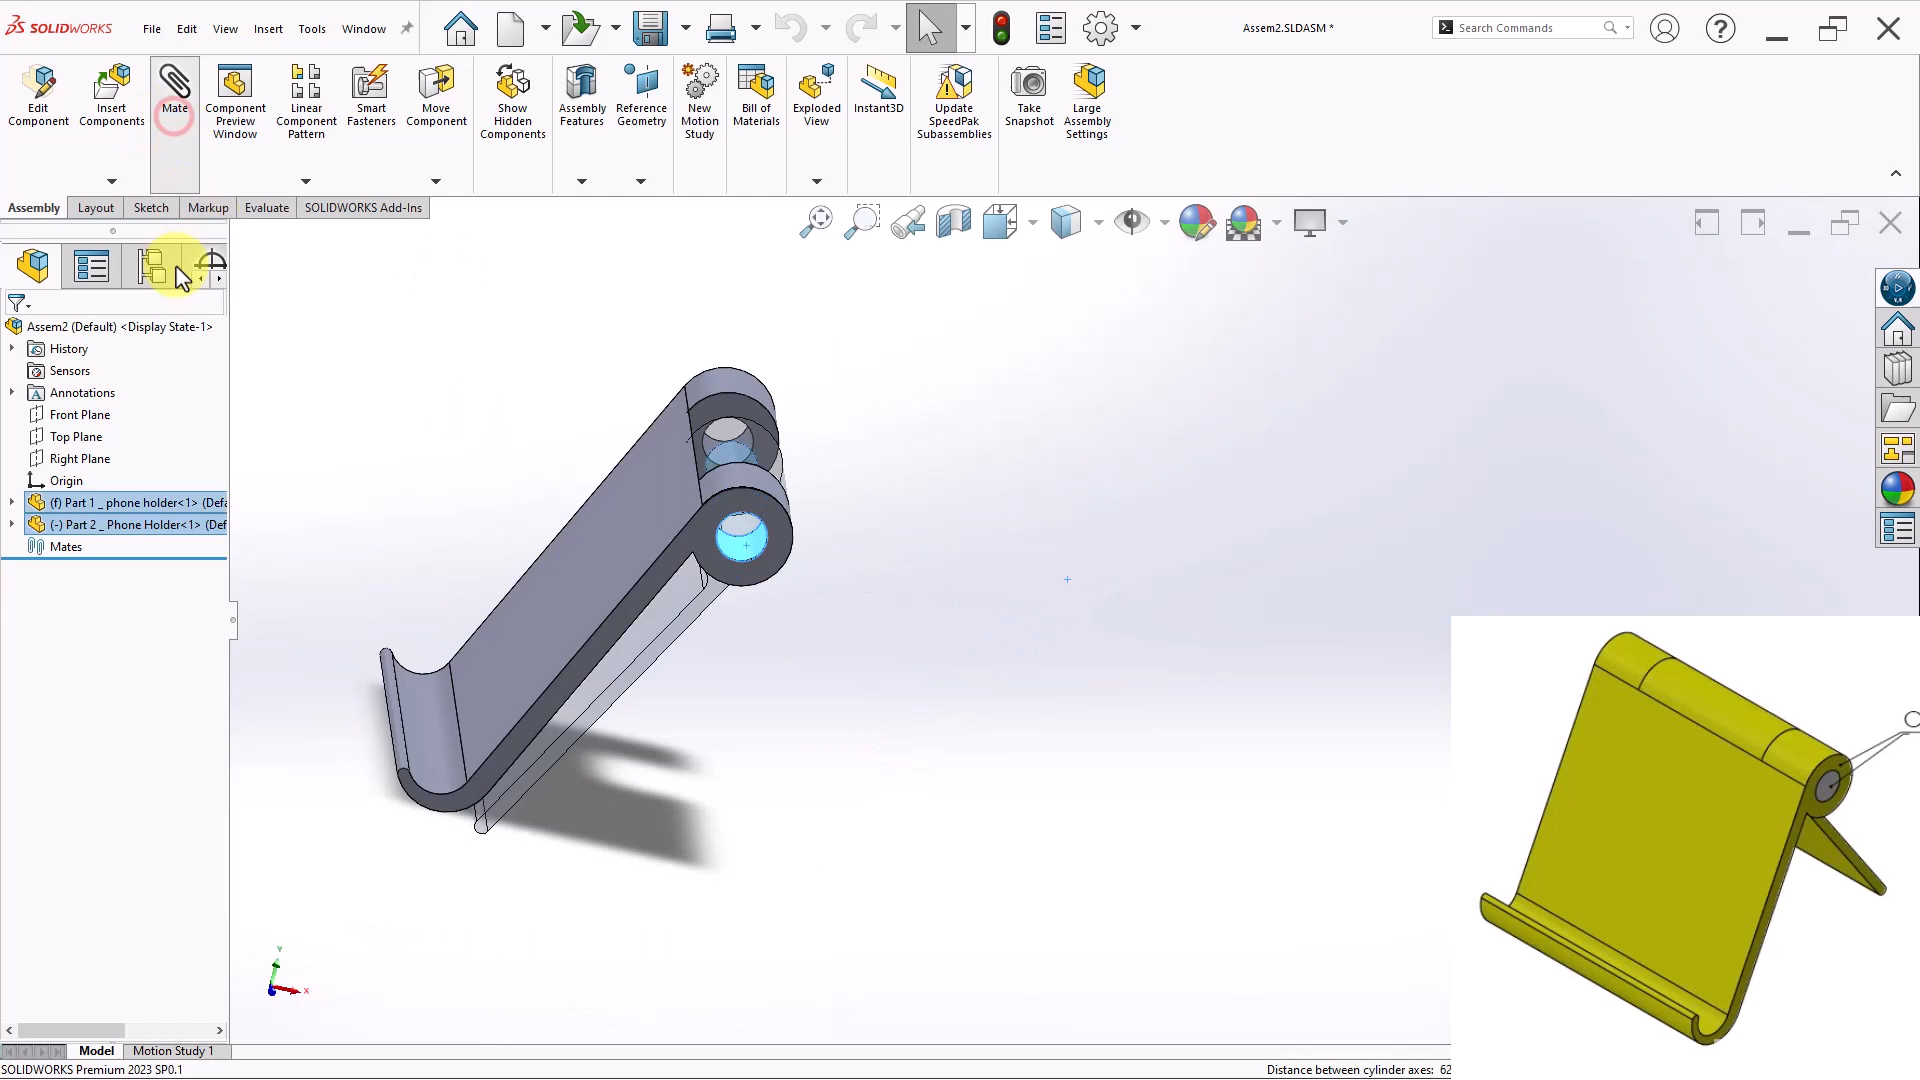 SOLIDWORKS File Edit View Insert Tools Window Assem2.SLDASM * Search Commands
Edit Component
Insert Components
Mate
Component Preview Window
Linear Component Pattern
Smart Fasteners
Move Component
Show Hidden Components
Assembly Features
Reference Geometry
New Motion Study
Bill of Materials
Exploded View
Instant3D
Update SpeedPak Subassemblies
Take Snapshot
Large Assembly Settings
Assembly Layout Sketch Markup Evaluate SOLIDWORKS Add-Ins
Assem2 (Default) <Display State-1>
History
Sensors
Annotations
Front Plane
Top Plane
Right Plane
Origin
(f) Part 1 _ phone holder<1> (Defa
(-) Part 2 _ Phone Holder<1> (Def
Mates
Y
X
Model Motion Study 1
SOLIDWORKS Premium 2023 SP0.1 Distance between cylinder axes: 62